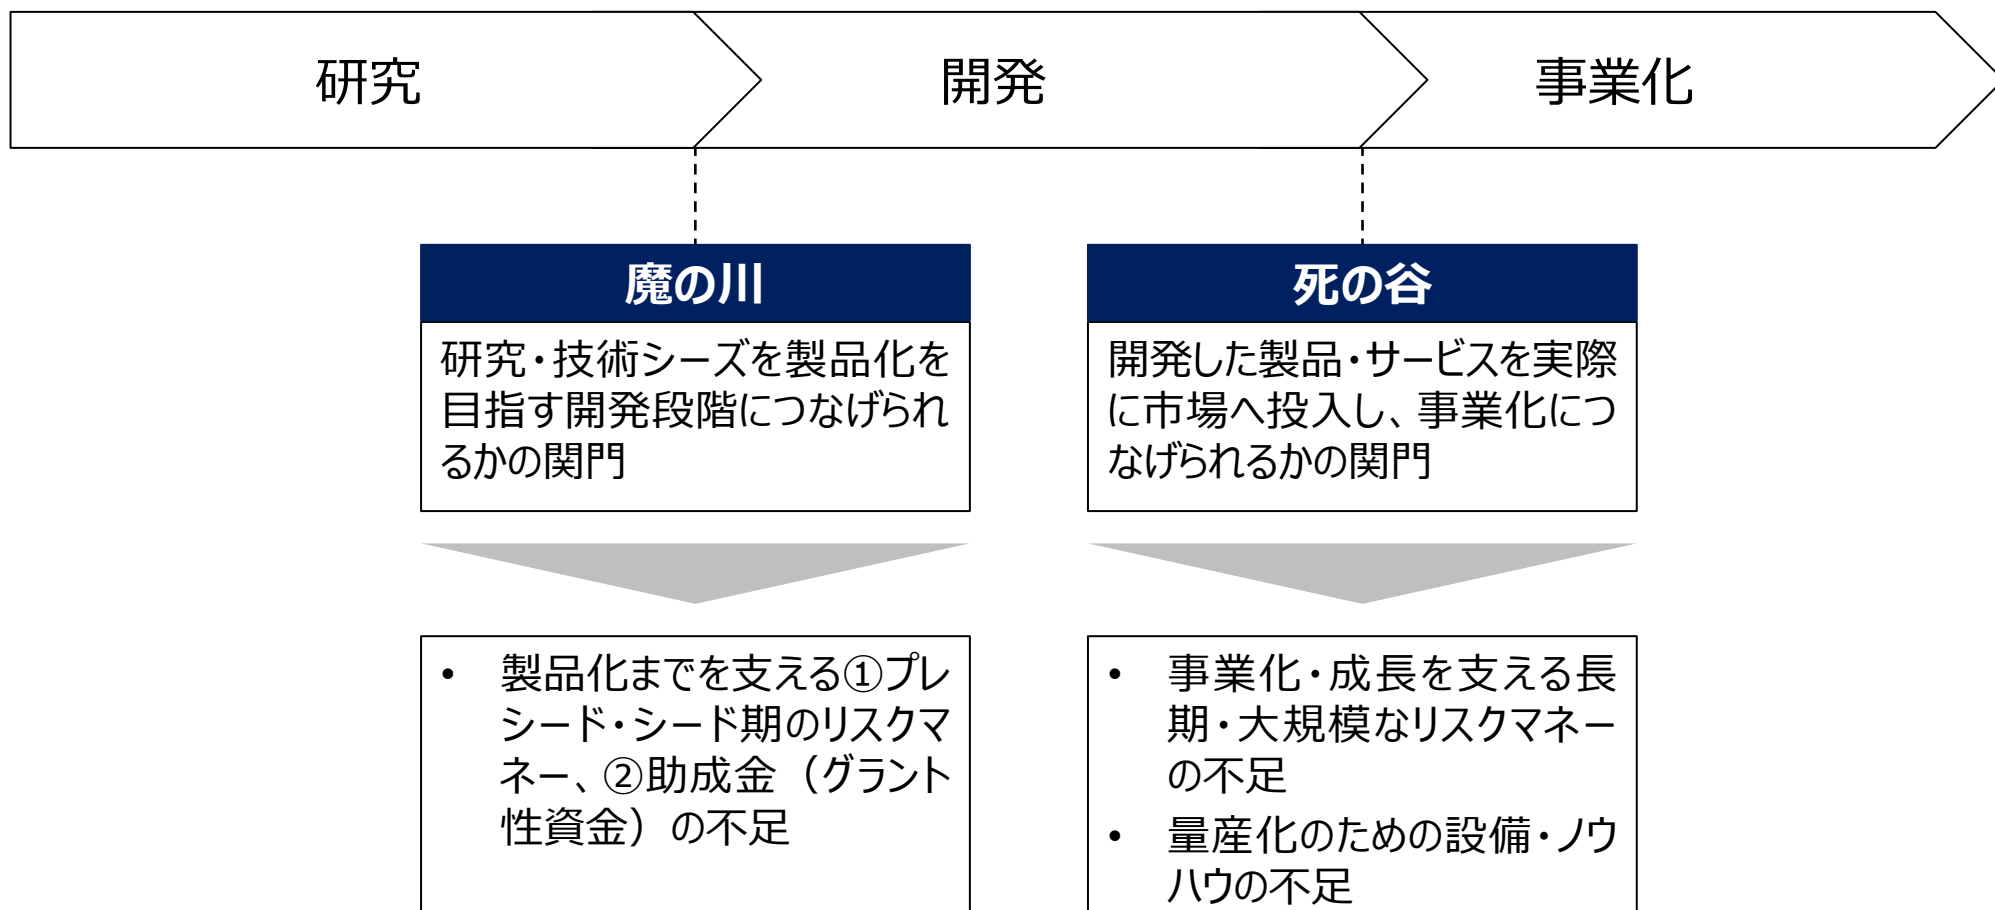 研究
開発
事業化
魔の川
研究・技術シーズを製品化を
目指す開発段階につなげられ
るかの関門
死の谷
開発した製品・サービスを実際
に市場へ投入し、事業化につ
なげられるかの関門
• 製品化までを支える①プレ
シード・シード期のリスクマ
ネー、②助成金（グラント
性資金）の不足
• 事業化・成長を支える長
期・大規模なリスクマネー
の不足
• 量産化のための設備・ノウ
ハウの不足